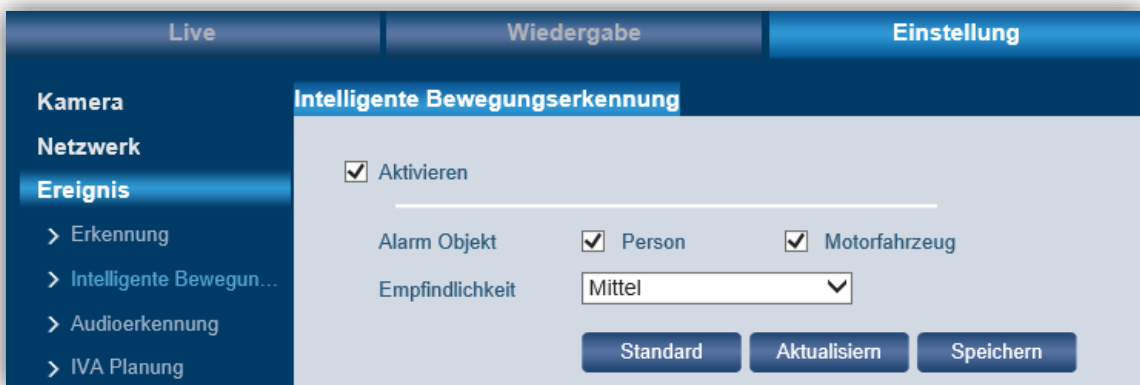 Live Wiedergabe Einstellung
Kamera
Intelligente Bewegungserkennung
Netzwerk
Aktivieren
Ereignis
Erkennung
Alarm Objekt Person Motorfahrzeug
Intelligente Bewegun...
Empfindlichkeit Mittel
Audioerkennung
Standard Aktualisiern Speichern
IVA Planung